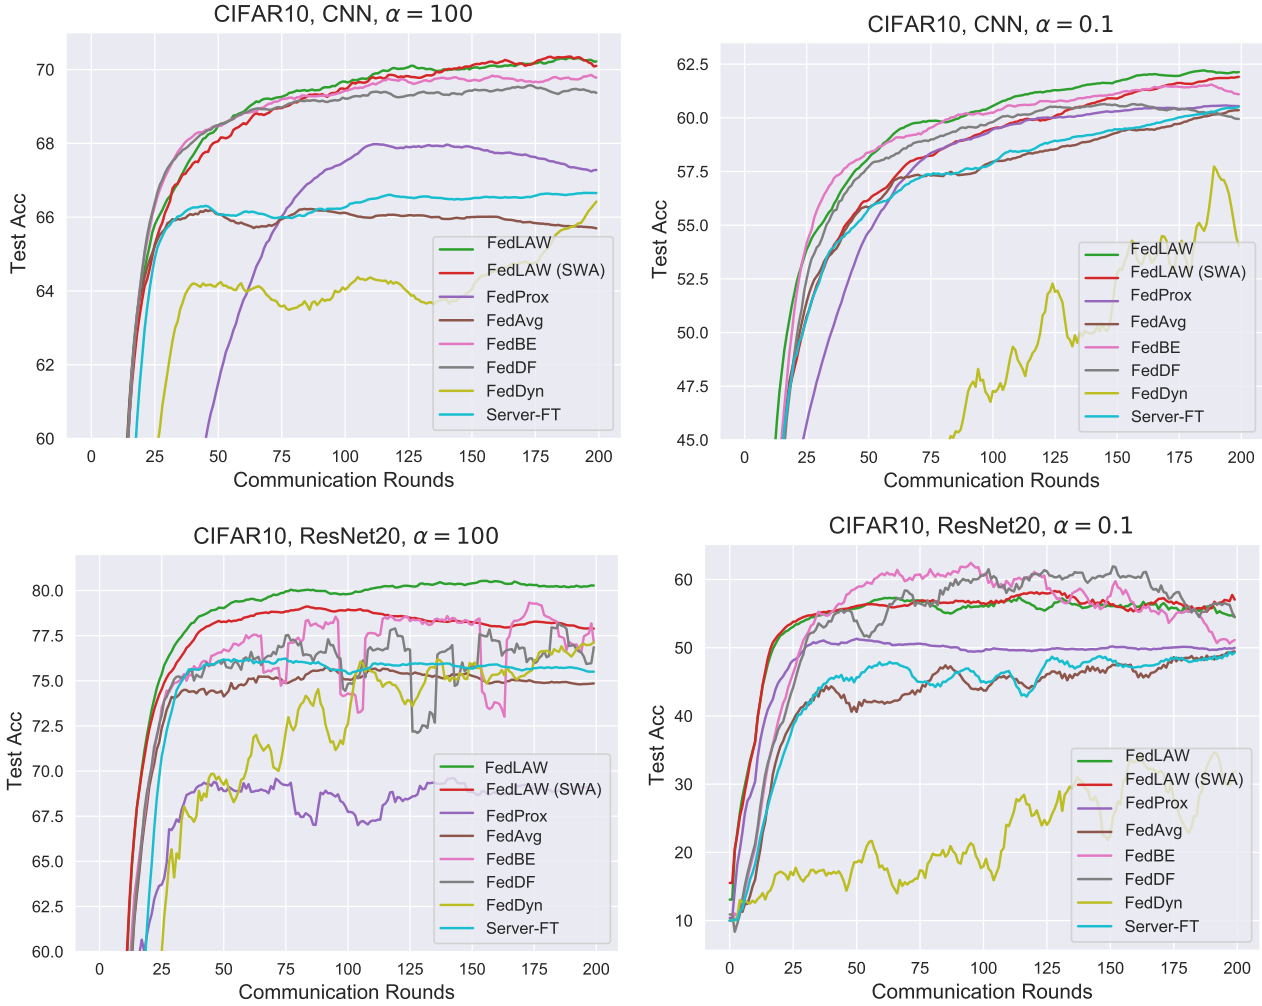 CIFAR10, CNN, α = 100
Test Acc
70
68
66
64
62
60
0 25 50 75 100 125 150 175 200
Communication Rounds
FedLAW
FedLAW (SWA)
FedProx
FedAvg
FedBE
FedDF
FedDyn
Server-FT
CIFAR10, CNN, α = 0.1
Test Acc
62.5
60.0
57.5
55.0
52.5
50.0
47.5
45.0
0 25 50 75 100 125 150 175 200
Communication Rounds
FedLAW
FedLAW (SWA)
FedProx
FedAvg
FedBE
FedDF
FedDyn
Server-FT
CIFAR10, ResNet20, α = 100
Test Acc
80.0
77.5
75.0
72.5
70.0
67.5
65.0
62.5
60.0
0 25 50 75 100 125 150 175 200
Communication Rounds
FedLAW
FedLAW (SWA)
FedProx
FedAvg
FedBE
FedDF
FedDyn
Server-FT
CIFAR10, ResNet20, α = 0.1
Test Acc
60
50
40
30
20
10
0 25 50 75 100 125 150 175 200
Communication Rounds
FedLAW
FedLAW (SWA)
FedProx
FedAvg
FedBE
FedDF
FedDyn
Server-FT